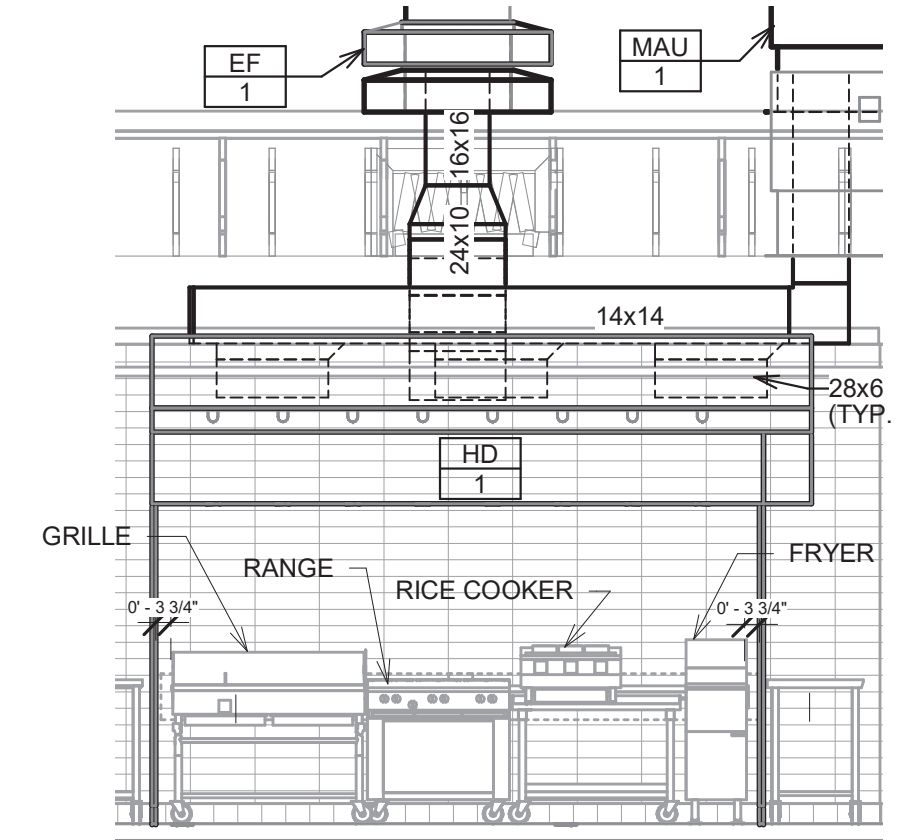 EF
1
MAU
1
16x16
24x10
14x14
28x6
(TYP.
HD
1
GRILLE
RANGE
RICE COOKER
FRYER
0' - 3 3/4"
0' - 3 3/4"